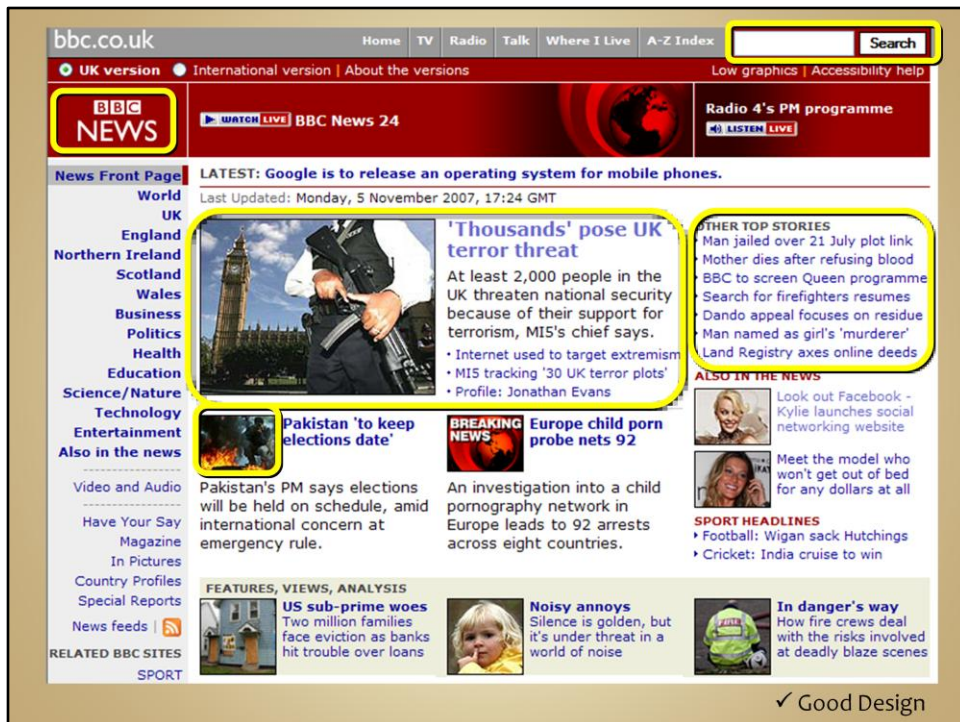 bbc.co.uk
Home TV Radio Talk Where I Live A-Z Index Search
UK version International version | About the versions
Low graphics | Accessibility help
BBC
NEWS
WATCH LIVE BBC News 24
Radio 4's PM programme
LISTEN LIVE
News Front Page
World
UK
England
Northern Ireland
Scotland
Wales
Business
Politics
Health
Education
Science/Nature
Technology
Entertainment
Also in the news
Video and Audio
Have Your Say
Magazine
In Pictures
Country Profiles
Special Reports
News feeds |
RELATED BBC SITES
SPORT
LATEST: Google is to release an operating system for mobile phones.
Last Updated: Monday, 5 November 2007, 17:24 GMT
'Thousands' pose UK
terror threat
At least 2,000 people in the
UK threaten national security
because of their support for
terrorism, MI5's chief says.
Internet used to target extremism
MI5 tracking '30 UK terror plots'
Profile: Jonathan Evans
Pakistan 'to keep
elections date'
Pakistan's PM says elections
will be held on schedule, amid
international concern at
emergency rule.
BREAKING
NEWS
Europe child porn
probe nets 92
An investigation into a child
pornography network in
Europe leads to 92 arrests
across eight countries.
OTHER TOP STORIES
Man jailed over 21 July plot link
Mother dies after refusing blood
BBC to screen Queen programme
Search for firefighters resumes
Dando appeal focuses on residue
Man named as girl's 'murderer'
Land Registry axes online deeds
ALSO IN THE NEWS
Look out Facebook -
Kylie launches social
networking website
Meet the model who
won't get out of bed
for any dollars at all
SPORT HEADLINES
Football: Wigan sack Hutchings
Cricket: India cruise to win
FEATURES, VIEWS, ANALYSIS
US sub-prime woes
Two million families
face eviction as banks
hit trouble over loans
Noisy annoys
Silence is golden, but
it's under threat in a
world of noise
FIRE
In danger's way
How fire crews deal
with the risks involved
at deadly blaze scenes
✓ Good Design